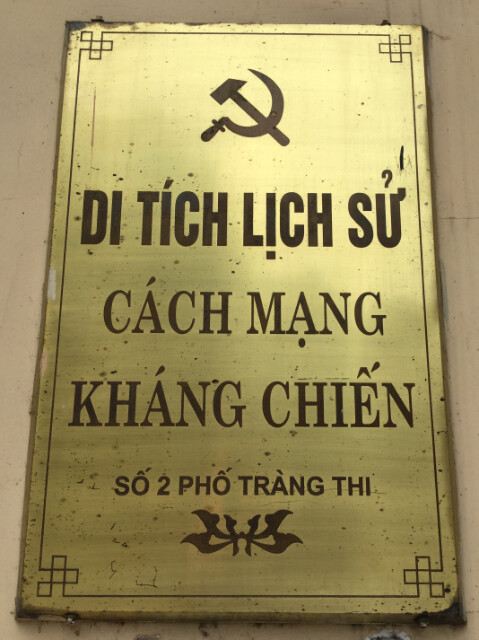 DI TÍCH LỊCH SỬ
CÁCH MẠNG
KHÁNG CHIẾN
SỐ 2 PHỐ TRÀNG THI